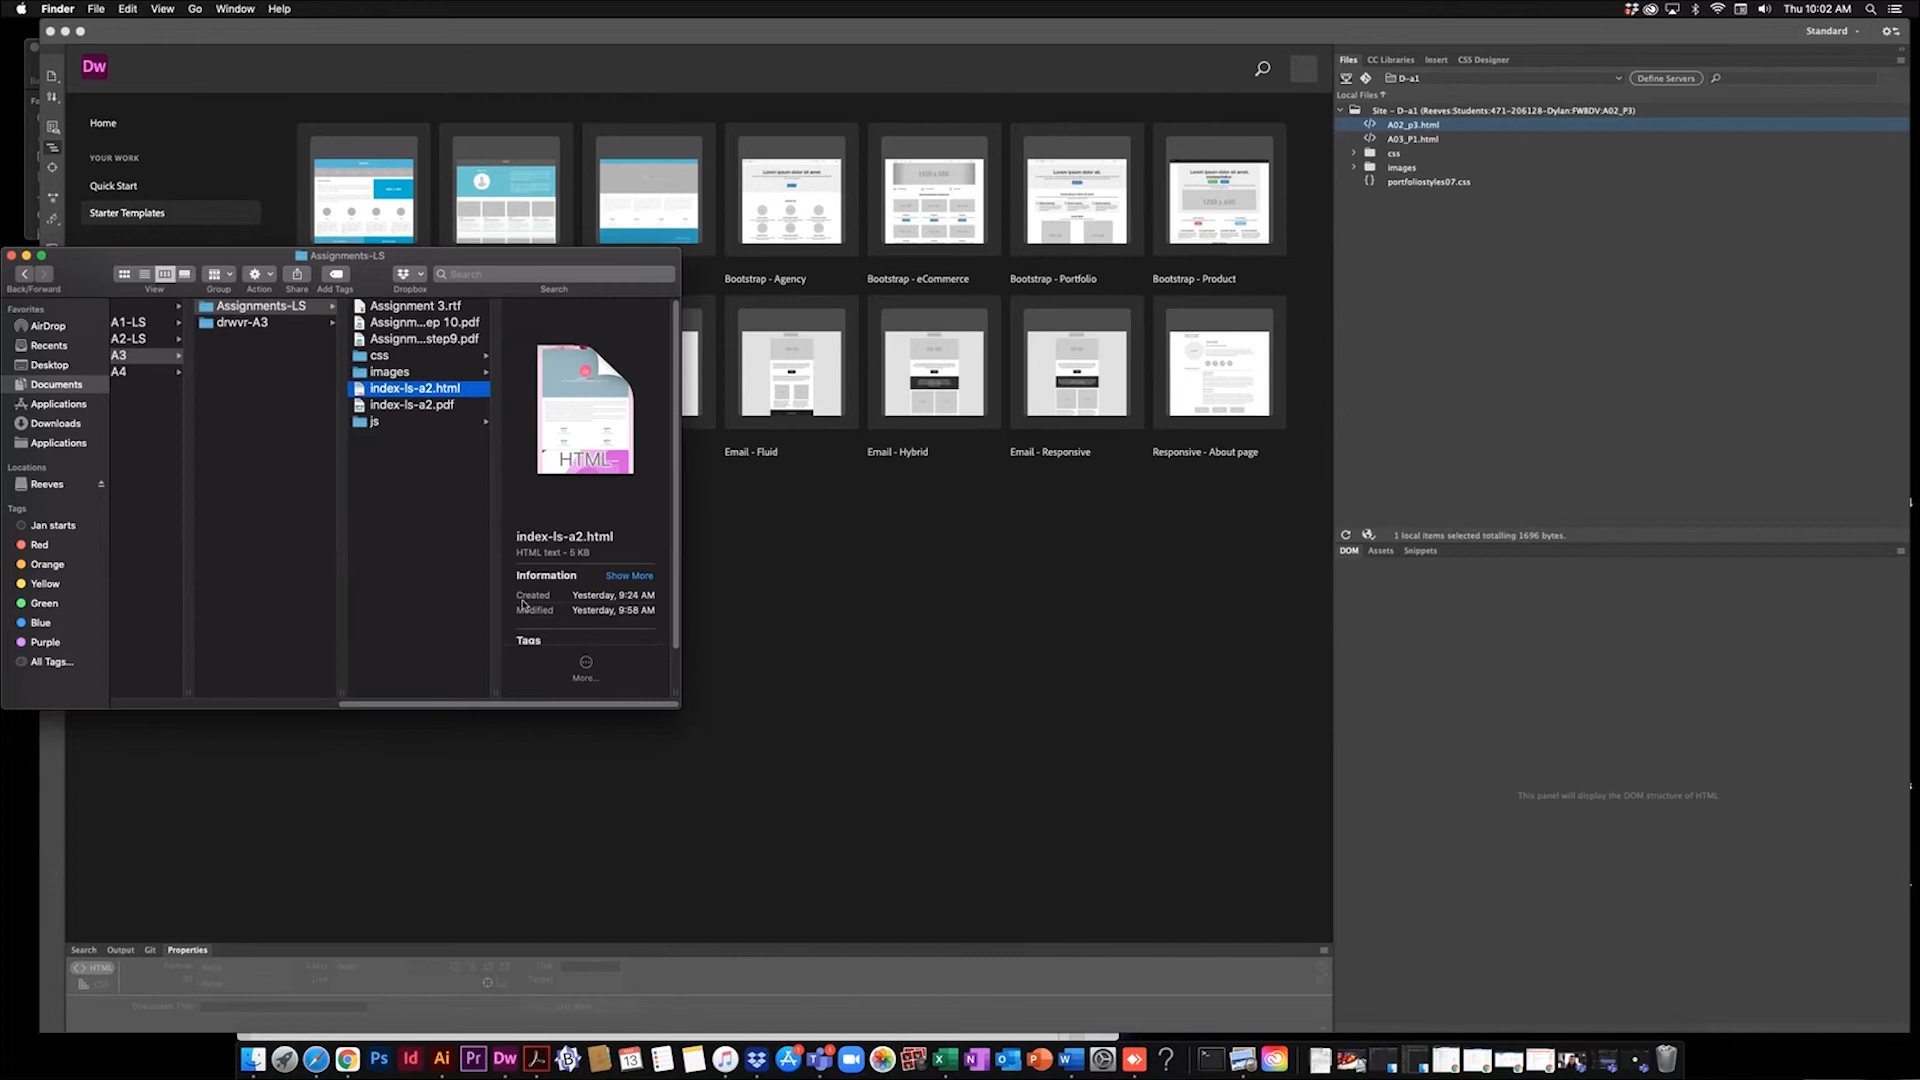 Finder File Edit View Go Window Help
Thu 10:02 AM
Standard
Dw
Home
YOUR WORK
Quick Start
Starter Templates
Bootstrap - Agency
Bootstrap - eCommerce
Bootstrap - Portfolio
Bootstrap - Product
Email - Fluid
Email - Hybrid
Email - Responsive
Responsive - About page
Files CC Libraries Insert CSS Designer
D-a1
Define Servers
Local Files
Site - D-a1 (Reeves:Students:471-206128-Dylan:FWBDV:A02_P3)
A02_p3.html
A03_P1.html
css
images
portfoliostyles07.css
1 local items selected totalling 1696 bytes.
DOM Assets Snippets
This panel will display the DOM structure of HTML
Assignments-LS
Search
Back/Forward
View
Group
Action
Share
Add Tags
Dropbox
Search
Favorites
AirDrop
Recents
Desktop
Documents
Applications
Downloads
Applications
Locations
Reeves
Tags
Jan starts
Red
Orange
Yellow
Green
Blue
Purple
All Tags...
A1-LS
A2-LS
A3
A4
Assignments-LS
drwvr-A3
Assignment 3.rtf
Assignm...ep 10.pdf
Assignm...step9.pdf
css
images
index-ls-a2.html
index-ls-a2.pdf
js
HTML
index-ls-a2.html
HTML text - 5 KB
Information Show More
Created Yesterday, 9:24 AM
Modified Yesterday, 9:58 AM
Tags
More...
Search Output Git Properties
HTML
CSS
Document Title
Ps Id Ai Pr Dw
13